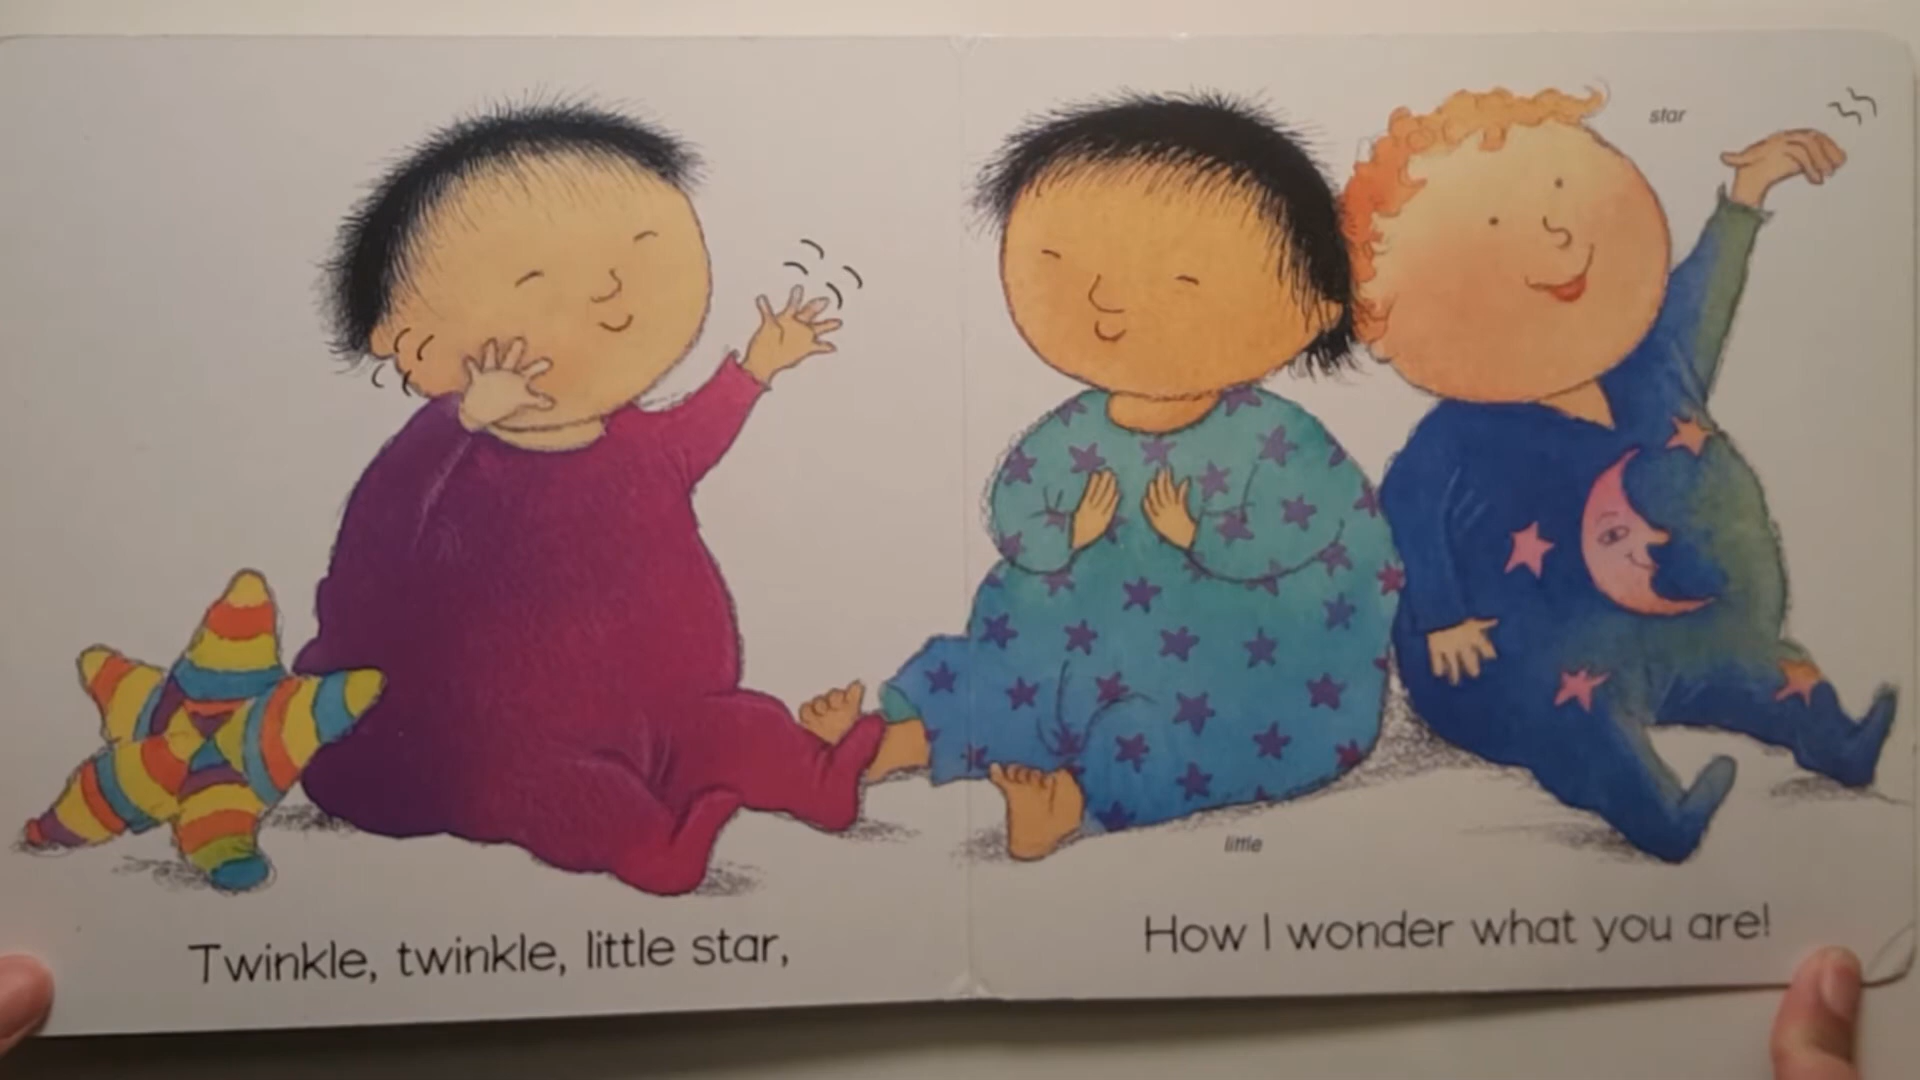 star
little
Twinkle, twinkle, little star,
How I wonder what you are!